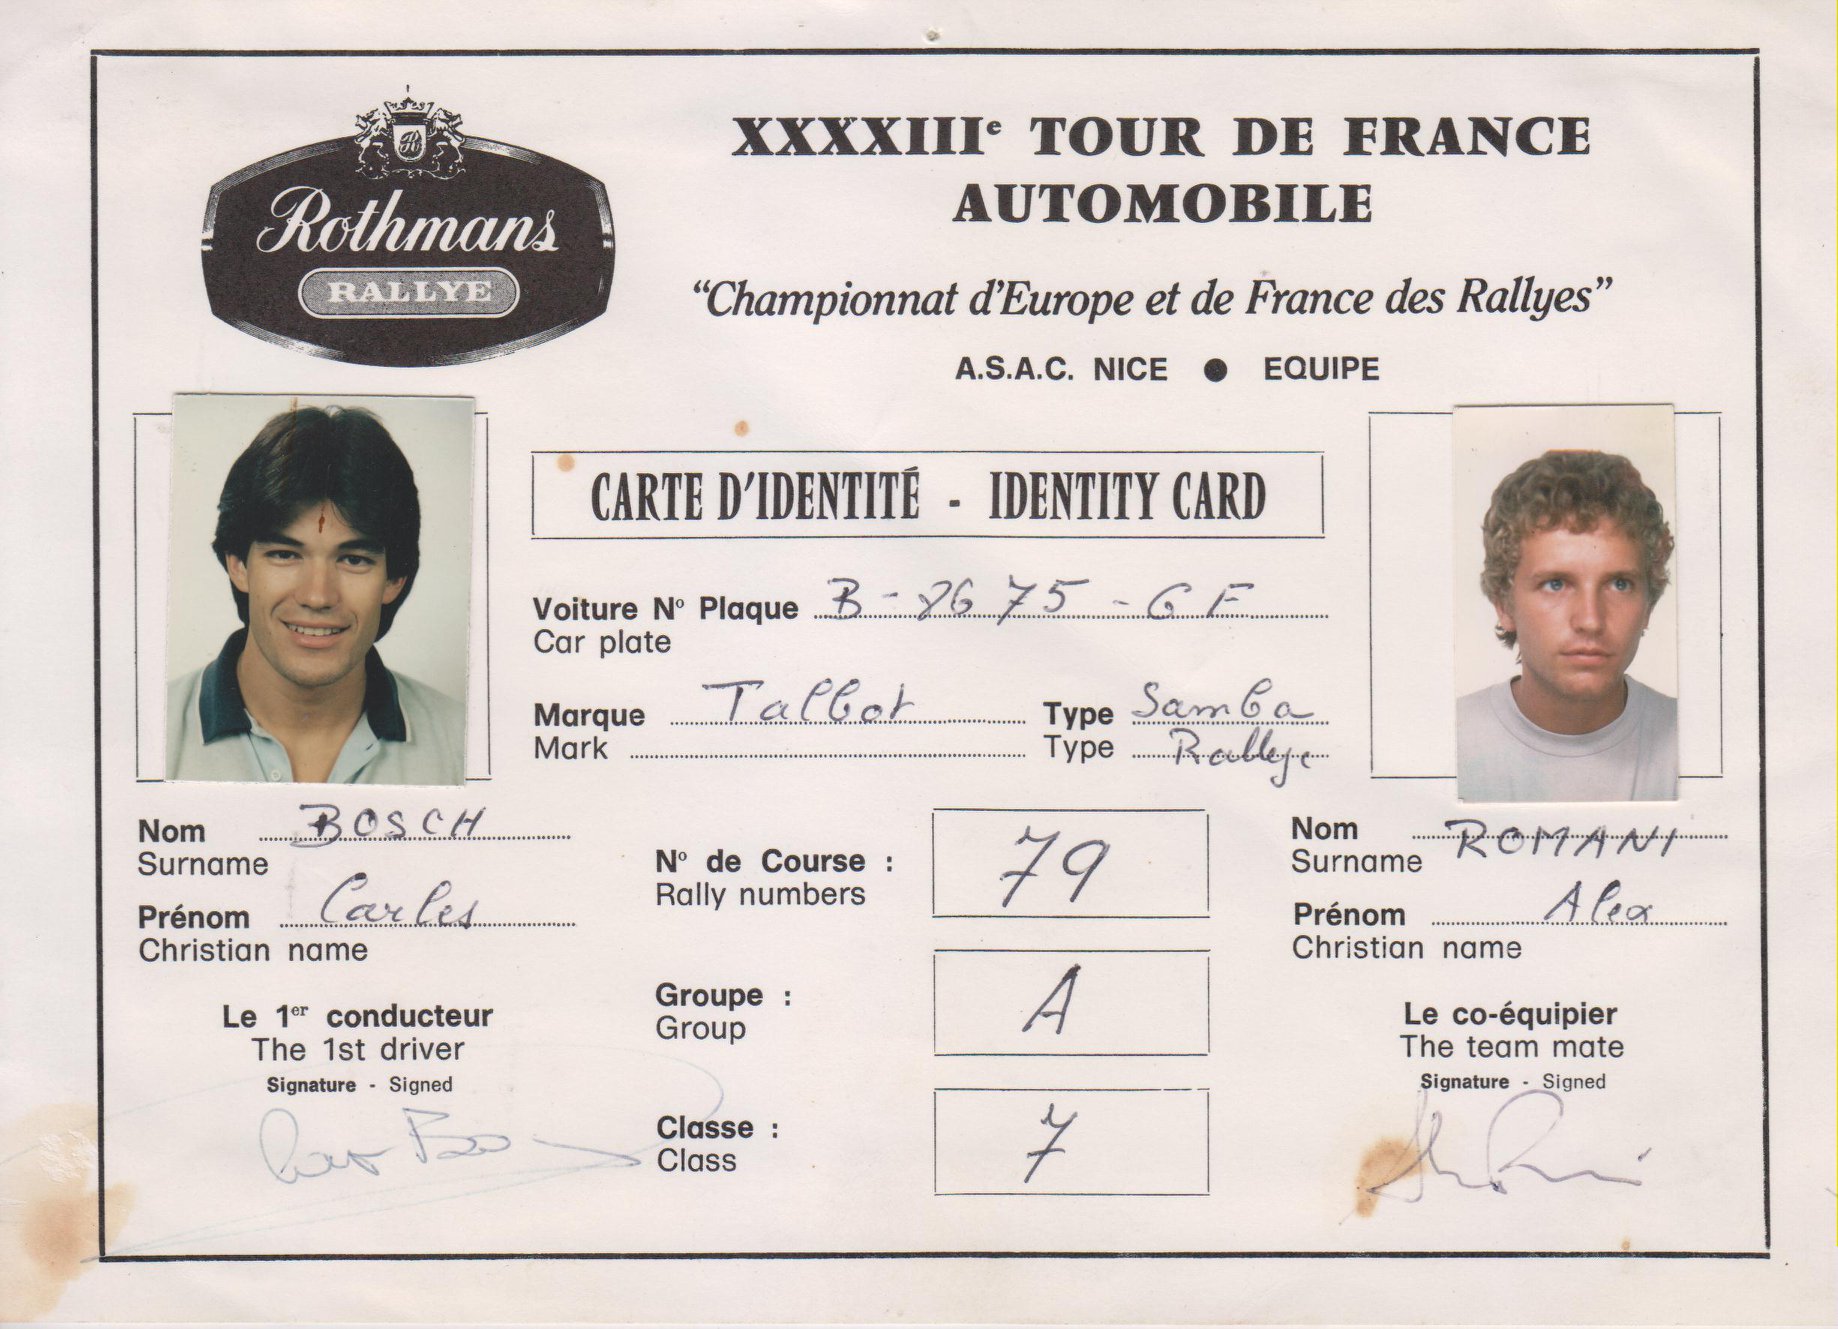 Rothmans
RALLYE
XXXXIIIe TOUR DE FRANCE
AUTOMOBILE
“Championnat d'Europe et de France des Rallyes”
A.S.A.C. NICE ● EQUIPE
CARTE D'IDENTITÉ - IDENTITY CARD
Voiture No Plaque B-8675-GF
Car plate
Marque Talbot Type Samba
Mark Type Rallye
Nom BOSCH
Surname
Prénom Carles
Christian name
Le 1er conducteur
The 1st driver
Signature - Signed
No de Course : 79
Rally numbers
Groupe : A
Group
Classe : 7
Class
Nom ROMANI
Surname
Prénom Alex
Christian name
Le co-équipier
The team mate
Signature - Signed